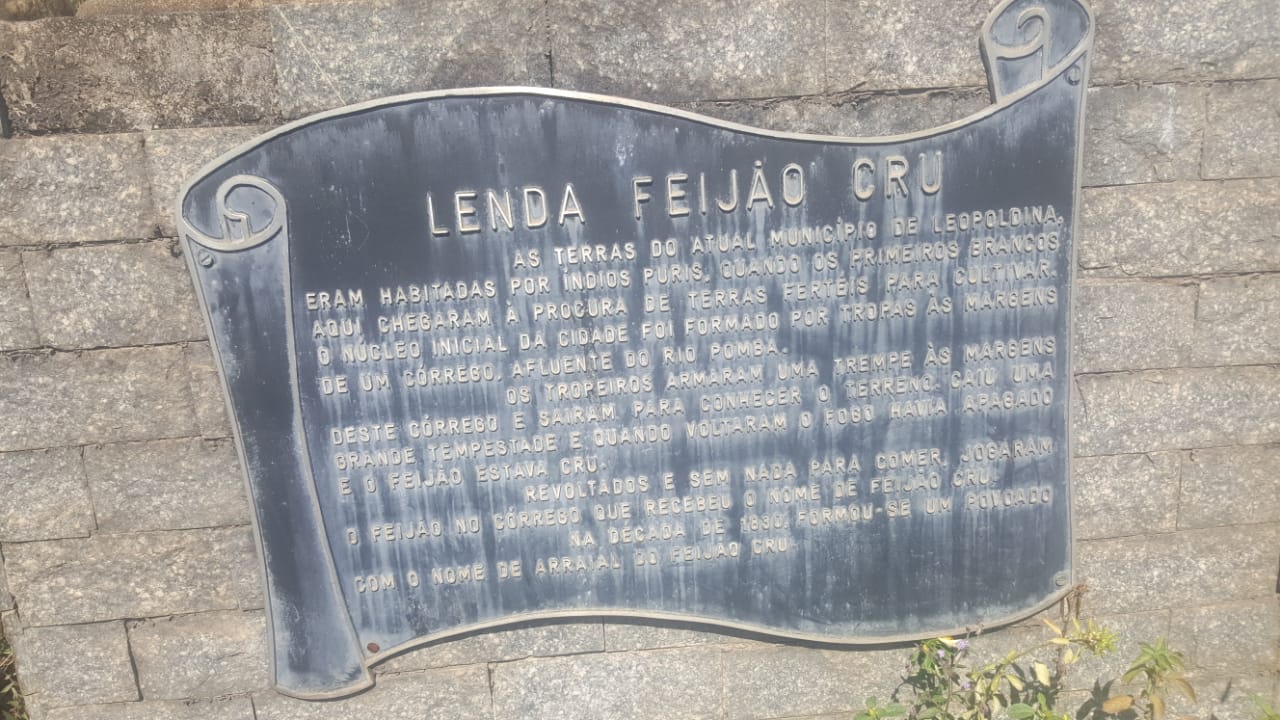 LENDA FEIJÃO CRU
AS TERRAS DO ATUAL MUNICÍPIO DE LEOPOLDINA,
ERAM HABITADAS POR ÍNDIOS PURIS, QUANDO OS PRIMEIROS BRANCOS
AQUI CHEGARAM À PROCURA DE TERRAS FERTÉIS PARA CULTIVAR.
O NÚCLEO INICIAL DA CIDADE FOI FORMADO POR TROPAS ÀS MARGENS
DE UM CÓRREGO, AFLUENTE DO RIO POMBA.
OS TROPEIROS ARMARAM UMA TREMPE ÀS MARGENS
DESTE CÓRREGO E SAIRAM PARA CONHECER O TERRENO. CAIU UMA
GRANDE TEMPESTADE E QUANDO VOLTARAM O FOGO HAVIA APAGADO
E O FEIJÃO ESTAVA CRÚ.
REVOLTADOS E SEM NADA PARA COMER, JOGARAM
O FEIJÃO NO CÓRREGO QUE RECEBEU O NOME DE FEIJÃO CRU.
NA DÉCADA DE 1830, FORMOU-SE UM POVOADO
COM O NOME DE ARRAIAL DO FEIJÃO CRU.